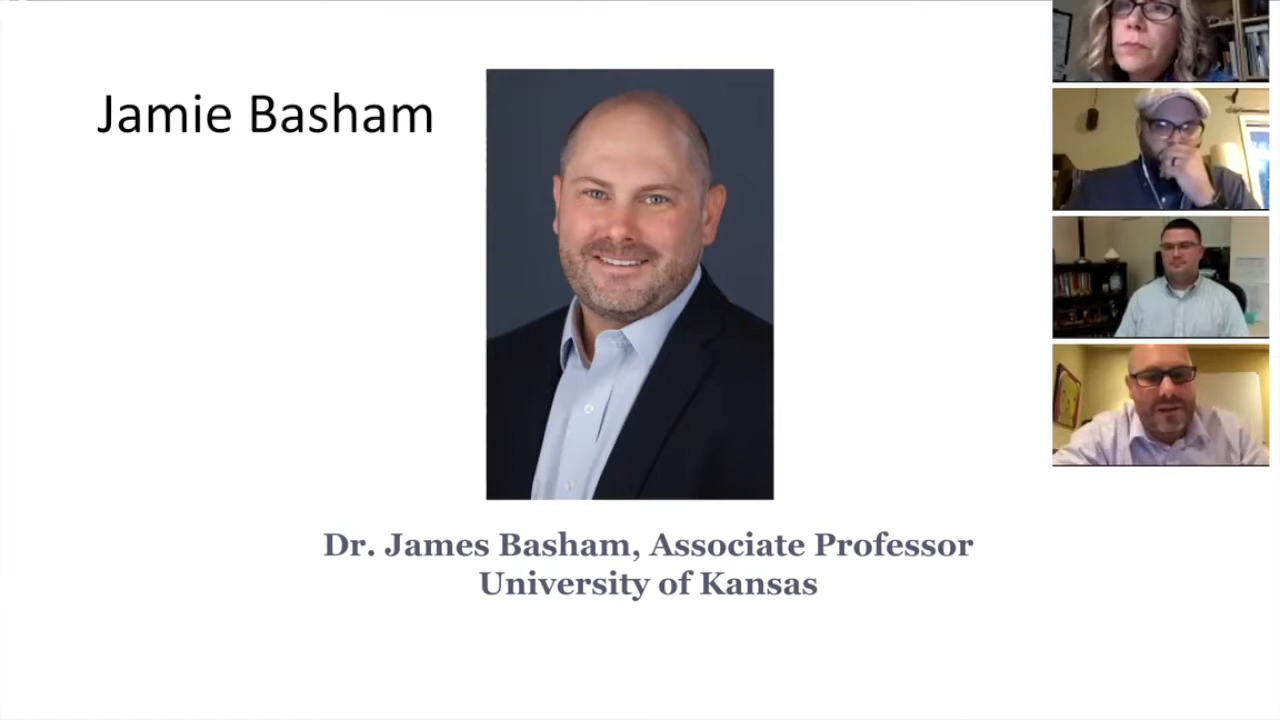 Jamie Basham
Dr. James Basham, Associate Professor
University of Kansas